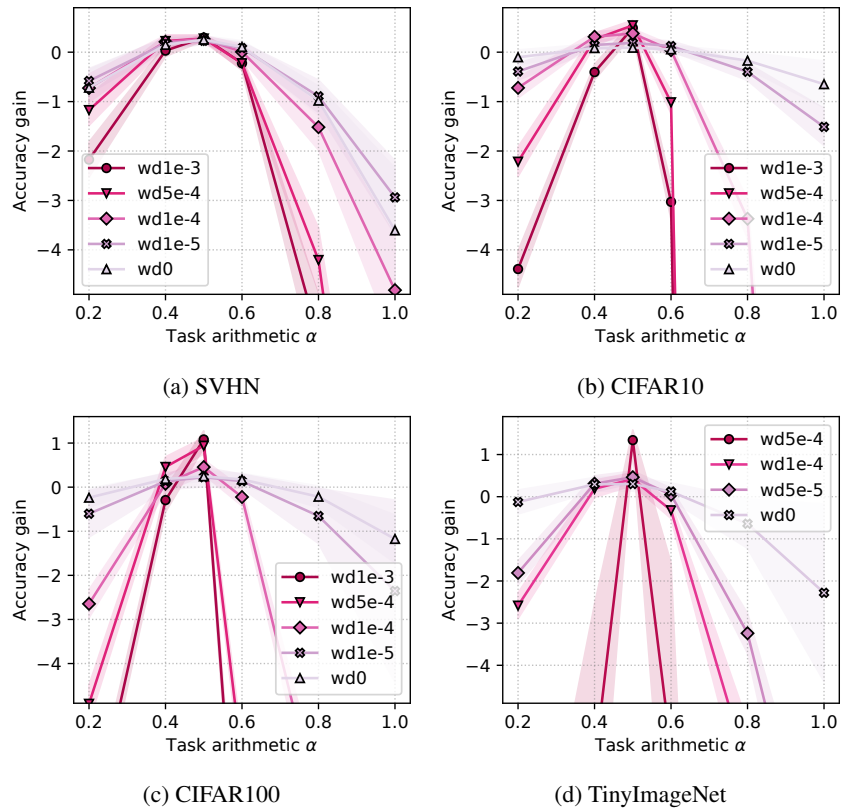 Accuracy gain
0
−1
−2
−3
−4
wd1e-3
wd5e-4
wd1e-4
wd1e-5
wd0
0.2 0.4 0.6 0.8 1.0
Task arithmetic α
(a) SVHN
Accuracy gain
0
−1
−2
−3
−4
wd1e-3
wd5e-4
wd1e-4
wd1e-5
wd0
0.2 0.4 0.6 0.8 1.0
Task arithmetic α
(b) CIFAR10
Accuracy gain
1
0
−1
−2
−3
−4
wd1e-3
wd5e-4
wd1e-4
wd1e-5
wd0
0.2 0.4 0.6 0.8 1.0
Task arithmetic α
(c) CIFAR100
Accuracy gain
1
0
−1
−2
−3
−4
wd5e-4
wd1e-4
wd5e-5
wd0
0.2 0.4 0.6 0.8 1.0
Task arithmetic α
(d) TinyImageNet